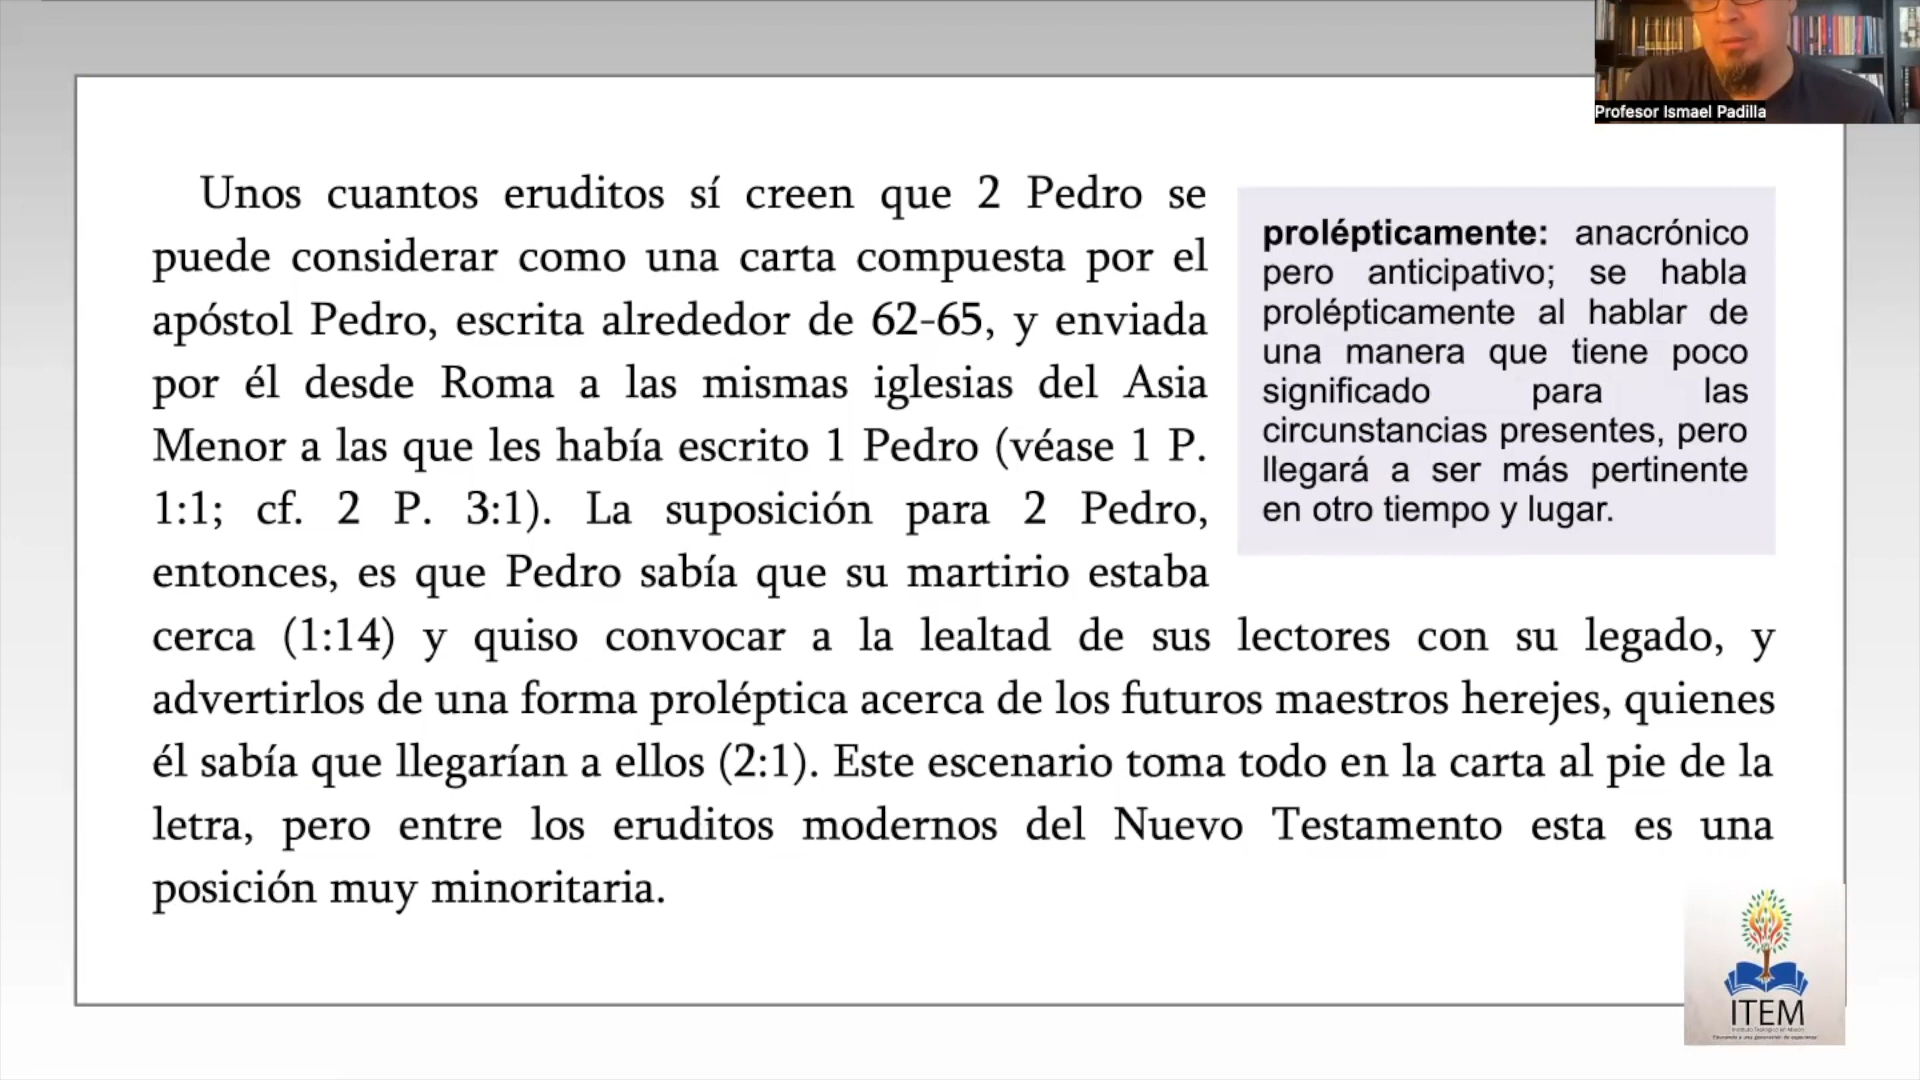 Profesor Ismael Padilla
Unos cuantos eruditos sí creen que 2 Pedro se
puede considerar como una carta compuesta por el
apóstol Pedro, escrita alrededor de 62-65, y enviada
por él desde Roma a las mismas iglesias del Asia
Menor a las que les había escrito 1 Pedro (véase 1 P.
1:1; cf. 2 P. 3:1). La suposición para 2 Pedro,
entonces, es que Pedro sabía que su martirio estaba
cerca (1:14) y quiso convocar a la lealtad de sus lectores con su legado, y
advertirlos de una forma proléptica acerca de los futuros maestros herejes, quienes
él sabía que llegarían a ellos (2:1). Este escenario toma todo en la carta al pie de la
letra, pero entre los eruditos modernos del Nuevo Testamento esta es una
posición muy minoritaria.
prolépticamente: anacrónico
pero anticipativo; se habla
prolépticamente al hablar de
una manera que tiene poco
significado para las
circunstancias presentes, pero
llegará a ser más pertinente
en otro tiempo y lugar.
ITEM